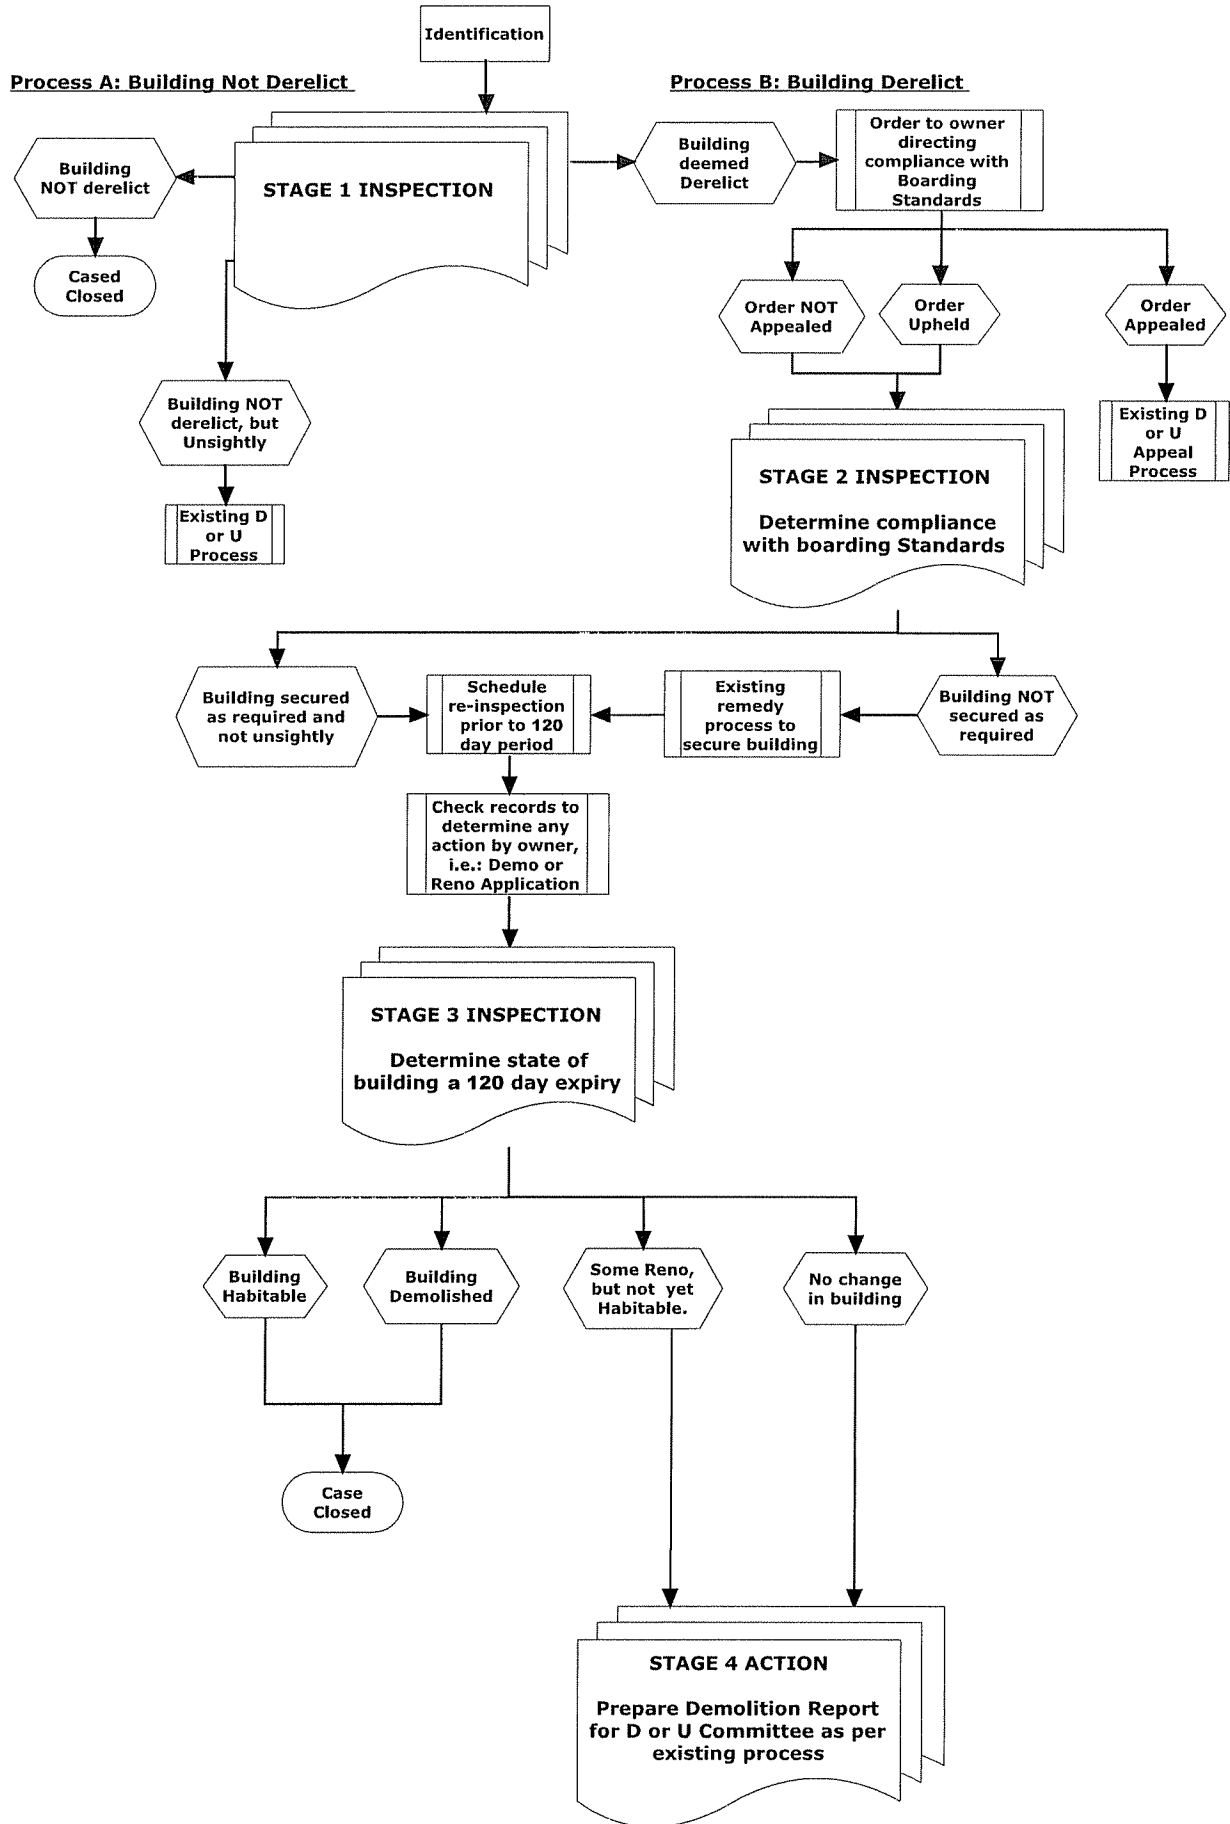 Identification
Process A: Building Not Derelict
Process B: Building Derelict
Building
NOT derelict
STAGE 1 INSPECTION
Building
deemed
Derelict
Order to owner
directing
compliance with
Boarding
Standards
Cased
Closed
Order NOT
Appealed
Order
Upheld
Order
Appealed
Building NOT
derelict, but
Unsightly
Existing D
or U
Process
STAGE 2 INSPECTION
Determine compliance
with boarding Standards
Existing D
or U
Appeal
Process
Building secured
as required and
not unsightly
Schedule
re-inspection
prior to 120
day period
Existing
remedy
process to
secure building
Building NOT
secured as
required
Check records to
determine any
action by owner,
i.e.: Demo or
Reno Application
STAGE 3 INSPECTION
Determine state of
building a 120 day expiry
Building
Habitable
Building
Demolished
Some Reno,
but not yet
Habitable.
No change
in building
Case
Closed
STAGE 4 ACTION
Prepare Demolition Report
for D or U Committee as per
existing process